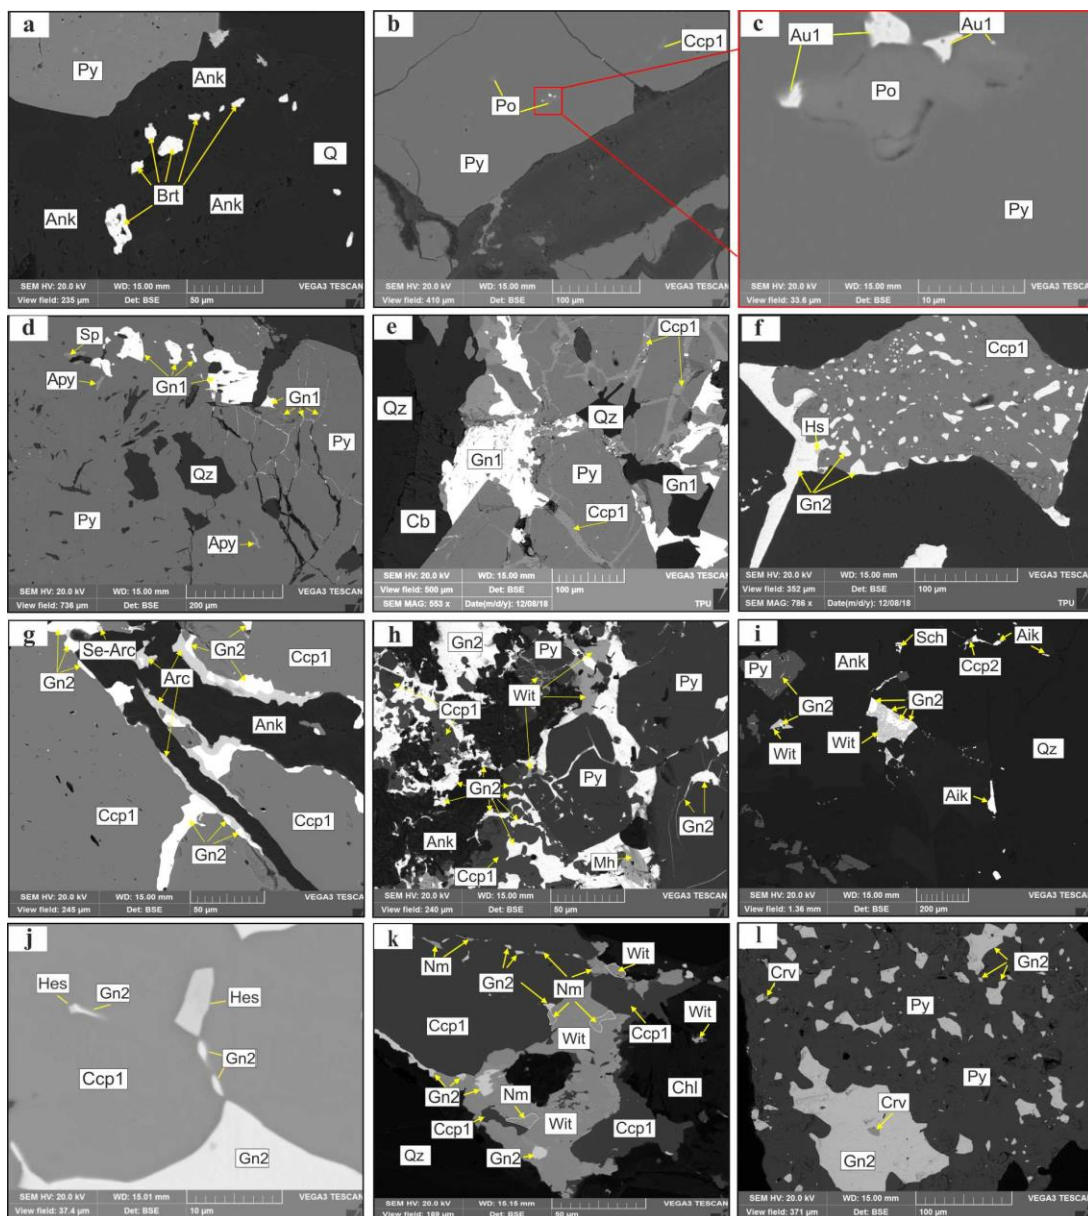 a
Py
Ank
Q
Brt
Ank
Ank
SEM HV: 20.0 kV WD: 15.00 mm VEGA3 TESCAN
View field: 235 µm Det: BSE 50 µm
b
Ccp1
Po
Py
SEM HV: 20.0 kV WD: 15.00 mm VEGA3 TESCAN
View field: 410 µm Det: BSE 100 µm
c
Au1
Au1
Po
Py
SEM HV: 20.0 kV WD: 15.00 mm VEGA3 TESCAN
View field: 33.6 µm Det: BSE 10 µm
d
Sp
Apy
Gn1
Gn1
Py
Qz
Py
Apy
SEM HV: 20.0 kV WD: 15.00 mm VEGA3 TESCAN
View field: 736 µm Det: BSE 200 µm
e
Ccp1
Qz
Qz
Gn1
Py
Gn1
Cb
Ccp1
SEM HV: 20.0 kV WD: 15.00 mm VEGA3 TESCAN
View field: 500 µm Det: BSE 100 µm
SEM MAG: 553 x Date(m/d/y): 12/08/18 TPU
f
Ccp1
Hs
Gn2
SEM HV: 20.0 kV WD: 15.00 mm VEGA3 TESCAN
View field: 352 µm Det: BSE 100 µm
SEM MAG: 786 x Date(m/d/y): 12/08/18 TPU
g
Se-Arc
Gn2
Gn2
Ccp1
Arc
Ank
Ccp1
Ccp1
Gn2
SEM HV: 20.0 kV WD: 15.00 mm VEGA3 TESCAN
View field: 245 µm Det: BSE 50 µm
h
Gn2
Py
Wit
Py
Ccp1
Py
Gn2
Gn2
Ank
Ccp1
Mh
SEM HV: 20.0 kV WD: 15.00 mm VEGA3 TESCAN
View field: 240 µm Det: BSE 50 µm
i
Sch
Aik
Py
Ank
Ccp2
Gn2
Gn2
Wit
Wit
Qz
Aik
SEM HV: 20.0 kV WD: 15.00 mm VEGA3 TESCAN
View field: 1.36 mm Det: BSE 200 µm
j
Hes
Gn2
Hes
Gn2
Ccp1
Gn2
SEM HV: 20.0 kV WD: 15.01 mm VEGA3 TESCAN
View field: 37.4 µm Det: BSE 10 µm
k
Nm
Gn2
Nm
Wit
Ccp1
Wit
Ccp1
Wit
Gn2
Nm
Chl
Ccp1
Wit
Ccp1
Qz
Gn2
SEM HV: 20.0 kV WD: 15.15 mm VEGA3 TESCAN
View field: 189 µm Det: BSE 50 µm
l
Crv
Gn2
Py
Py
Crv
Gn2
SEM HV: 20.0 kV WD: 15.00 mm VEGA3 TESCAN
View field: 371 µm Det: BSE 100 µm